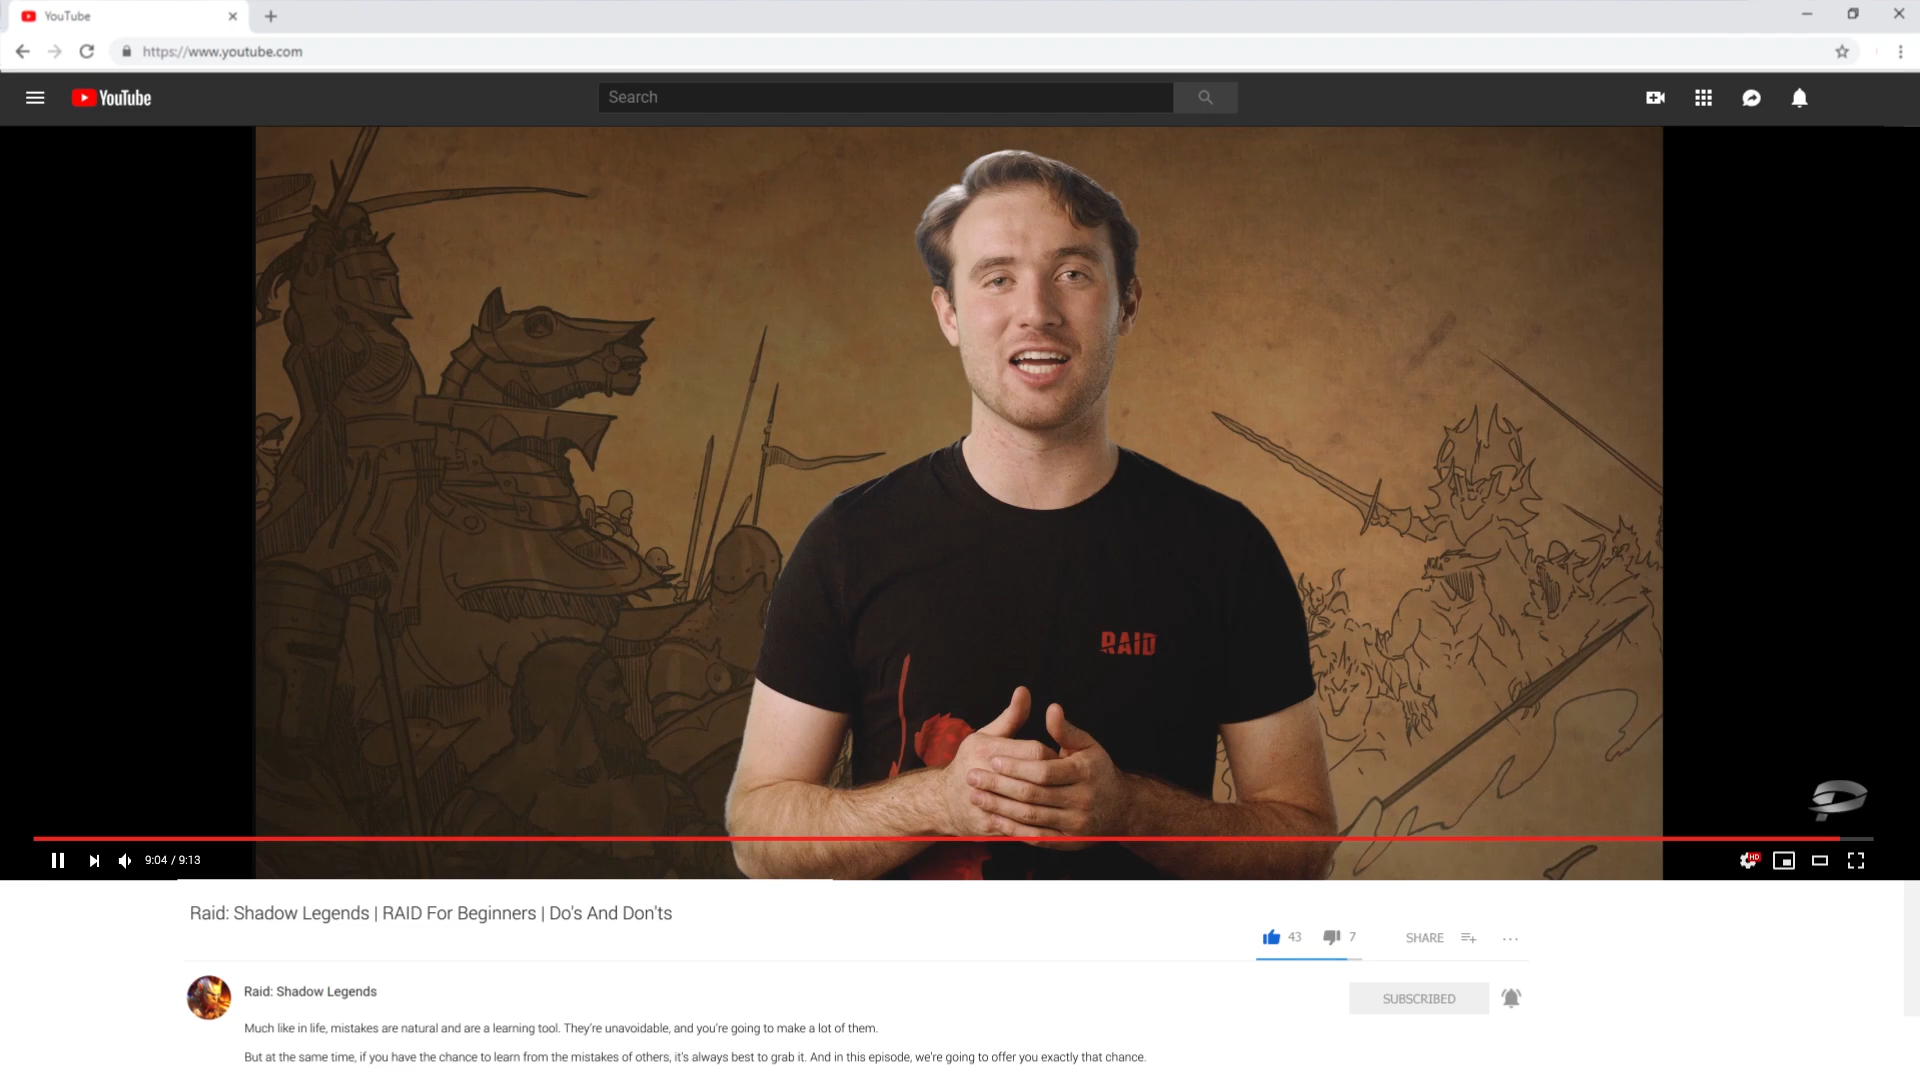 YouTube
https://www.youtube.com
YouTube
Search
RAID
9:04 / 9:13
HD
Raid: Shadow Legends | RAID For Beginners | Do's And Don'ts
43
7
SHARE
Raid: Shadow Legends
SUBSCRIBED
Much like in life, mistakes are natural and are a learning tool. They're unavoidable, and you're going to make a lot of them.
But at the same time, if you have the chance to learn from the mistakes of others, it's always best to grab it. And in this episode, we're going to offer you exactly that chance.